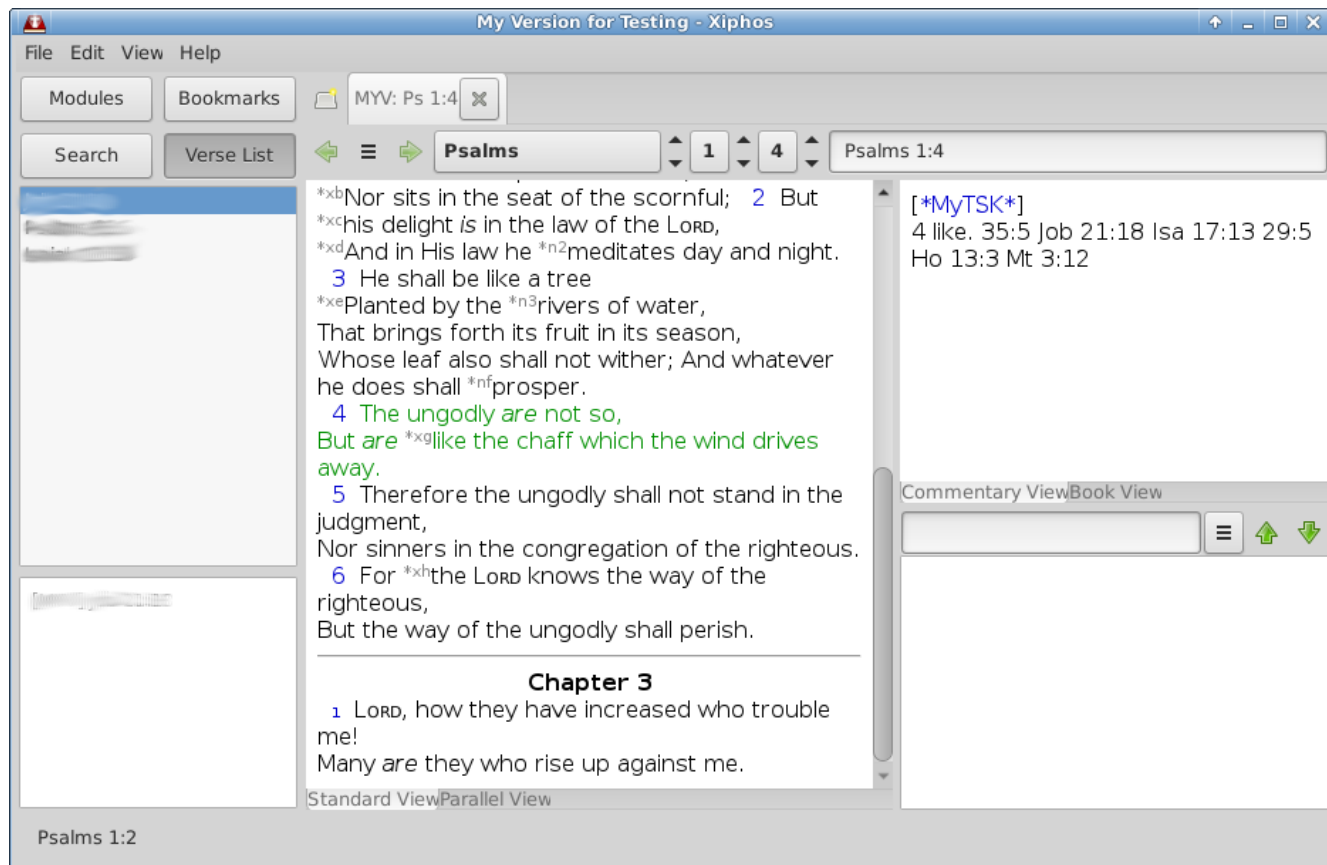 My Version for Testing - Xiphos
File Edit View Help
Modules Bookmarks MYV: Ps 1:4
Search Verse List Psalms 1 4 Psalms 1:4
*xbNor sits in the seat of the scornful; 2 But
*xchis delight is in the law of the LORD,
*xdAnd in His law he *n2meditates day and night.
3 He shall be like a tree
*xePlanted by the *n3rivers of water,
That brings forth its fruit in its season,
Whose leaf also shall not wither; And whatever
he does shall *nfprosper.
4 The ungodly are not so,
But are *xglike the chaff which the wind drives
away.
5 Therefore the ungodly shall not stand in the
judgment,
Nor sinners in the congregation of the righteous.
6 For *xhthe LORD knows the way of the
righteous,
But the way of the ungodly shall perish.
Chapter 3
1 LORD, how they have increased who trouble
me!
Many are they who rise up against me.
Standard View Parallel View
[*MyTSK*]
4 like. 35:5 Job 21:18 Isa 17:13 29:5
Ho 13:3 Mt 3:12
Commentary View Book View
Psalms 1:2